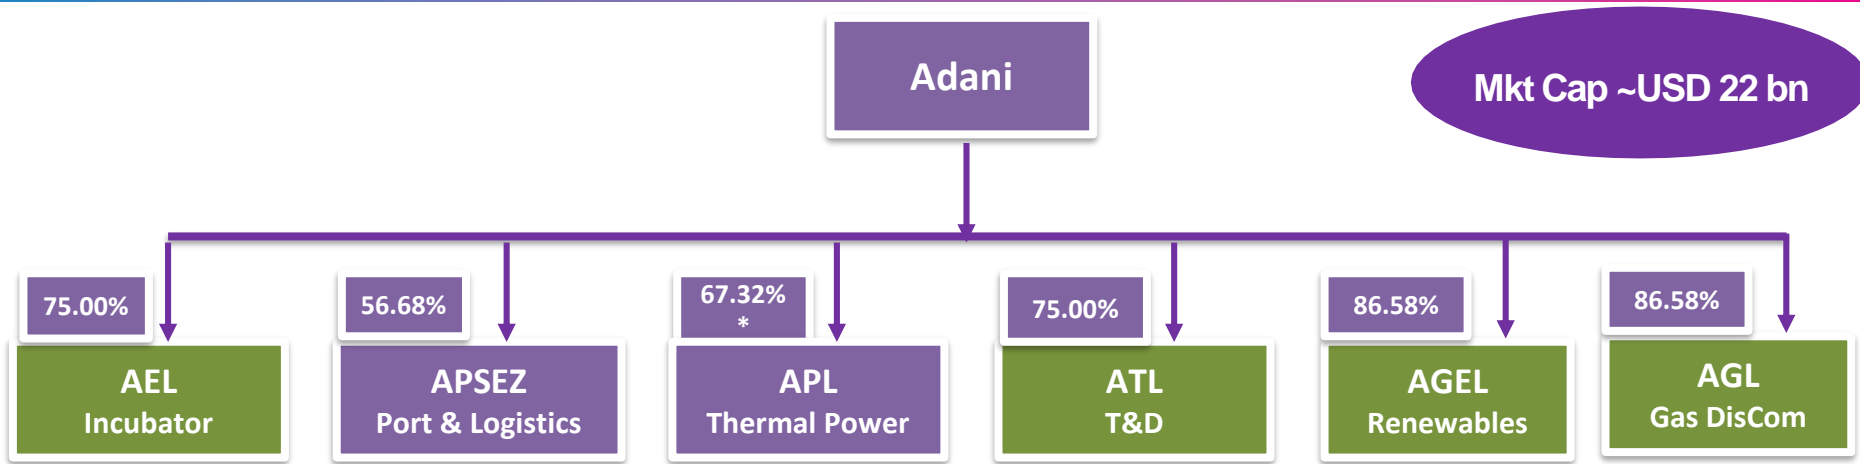 Adani
Mkt Cap ~USD 22 bn
75.00%
56.68%
67.32%
*
75.00%
86.58%
86.58%
AEL
Incubator
APSEZ
Port & Logistics
APL
Thermal Power
ATL
T&D
AGEL
Renewables
AGL
Gas DisCom